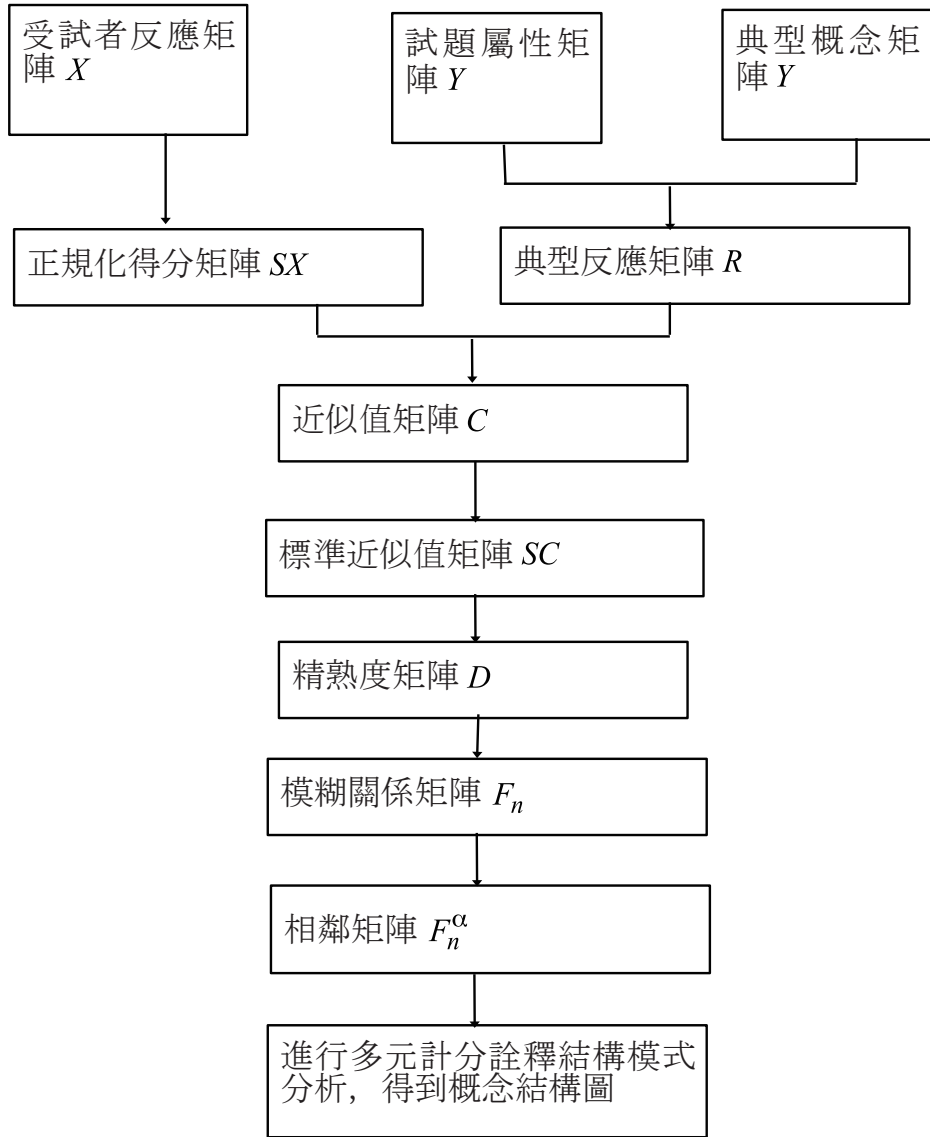 受試者反應矩
陣 X
試題屬性矩
陣 Y
典型概念矩
陣 Y
正規化得分矩陣 SX
典型反應矩陣 R
近似值矩陣 C
標準近似值矩陣 SC
精熟度矩陣 D
模糊關係矩陣 Fₙ
相鄰矩陣 Fₙᵅ
進行多元計分詮釋結構模式
分析，得到概念結構圖